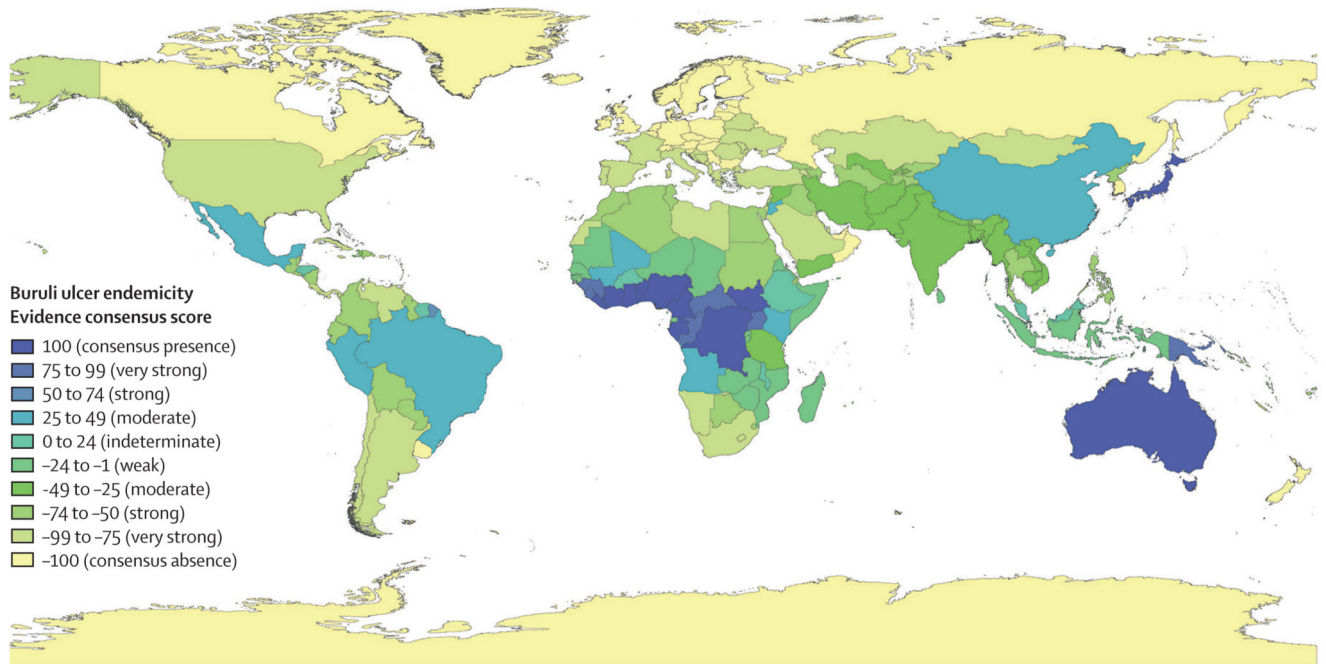 Buruli ulcer endemicity
Evidence consensus score
100 (consensus presence)
75 to 99 (very strong)
50 to 74 (strong)
25 to 49 (moderate)
0 to 24 (indeterminate)
–24 to –1 (weak)
-49 to –25 (moderate)
–74 to –50 (strong)
–99 to –75 (very strong)
–100 (consensus absence)